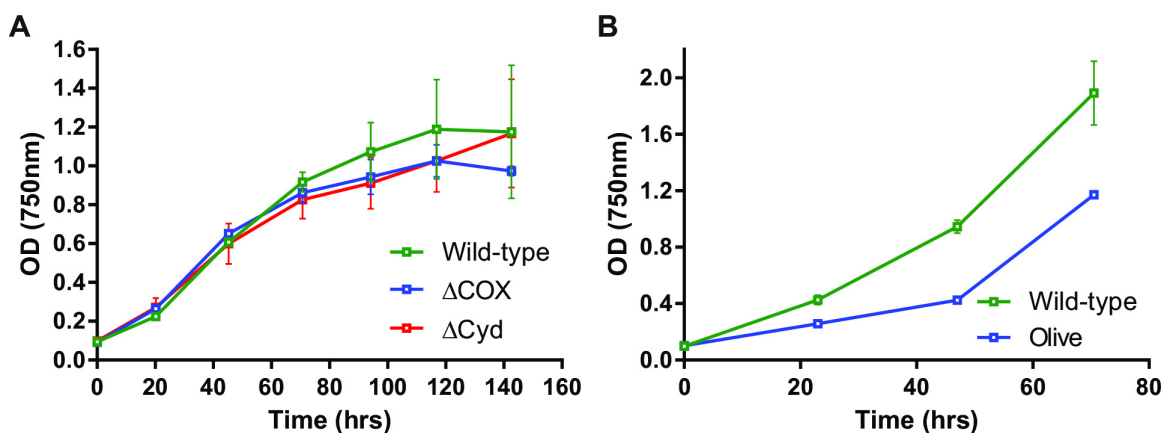 A
1.6
1.4
1.2
1.0
0.8
0.6
0.4
0.2
0.0
OD (750nm)
0 20 40 60 80 100 120 140 160
Time (hrs)
Wild-type
ΔCOX
ΔCyd
B
2.0
1.6
1.2
0.8
0.4
0.0
OD (750nm)
0 20 40 60 80
Time (hrs)
Wild-type
Olive